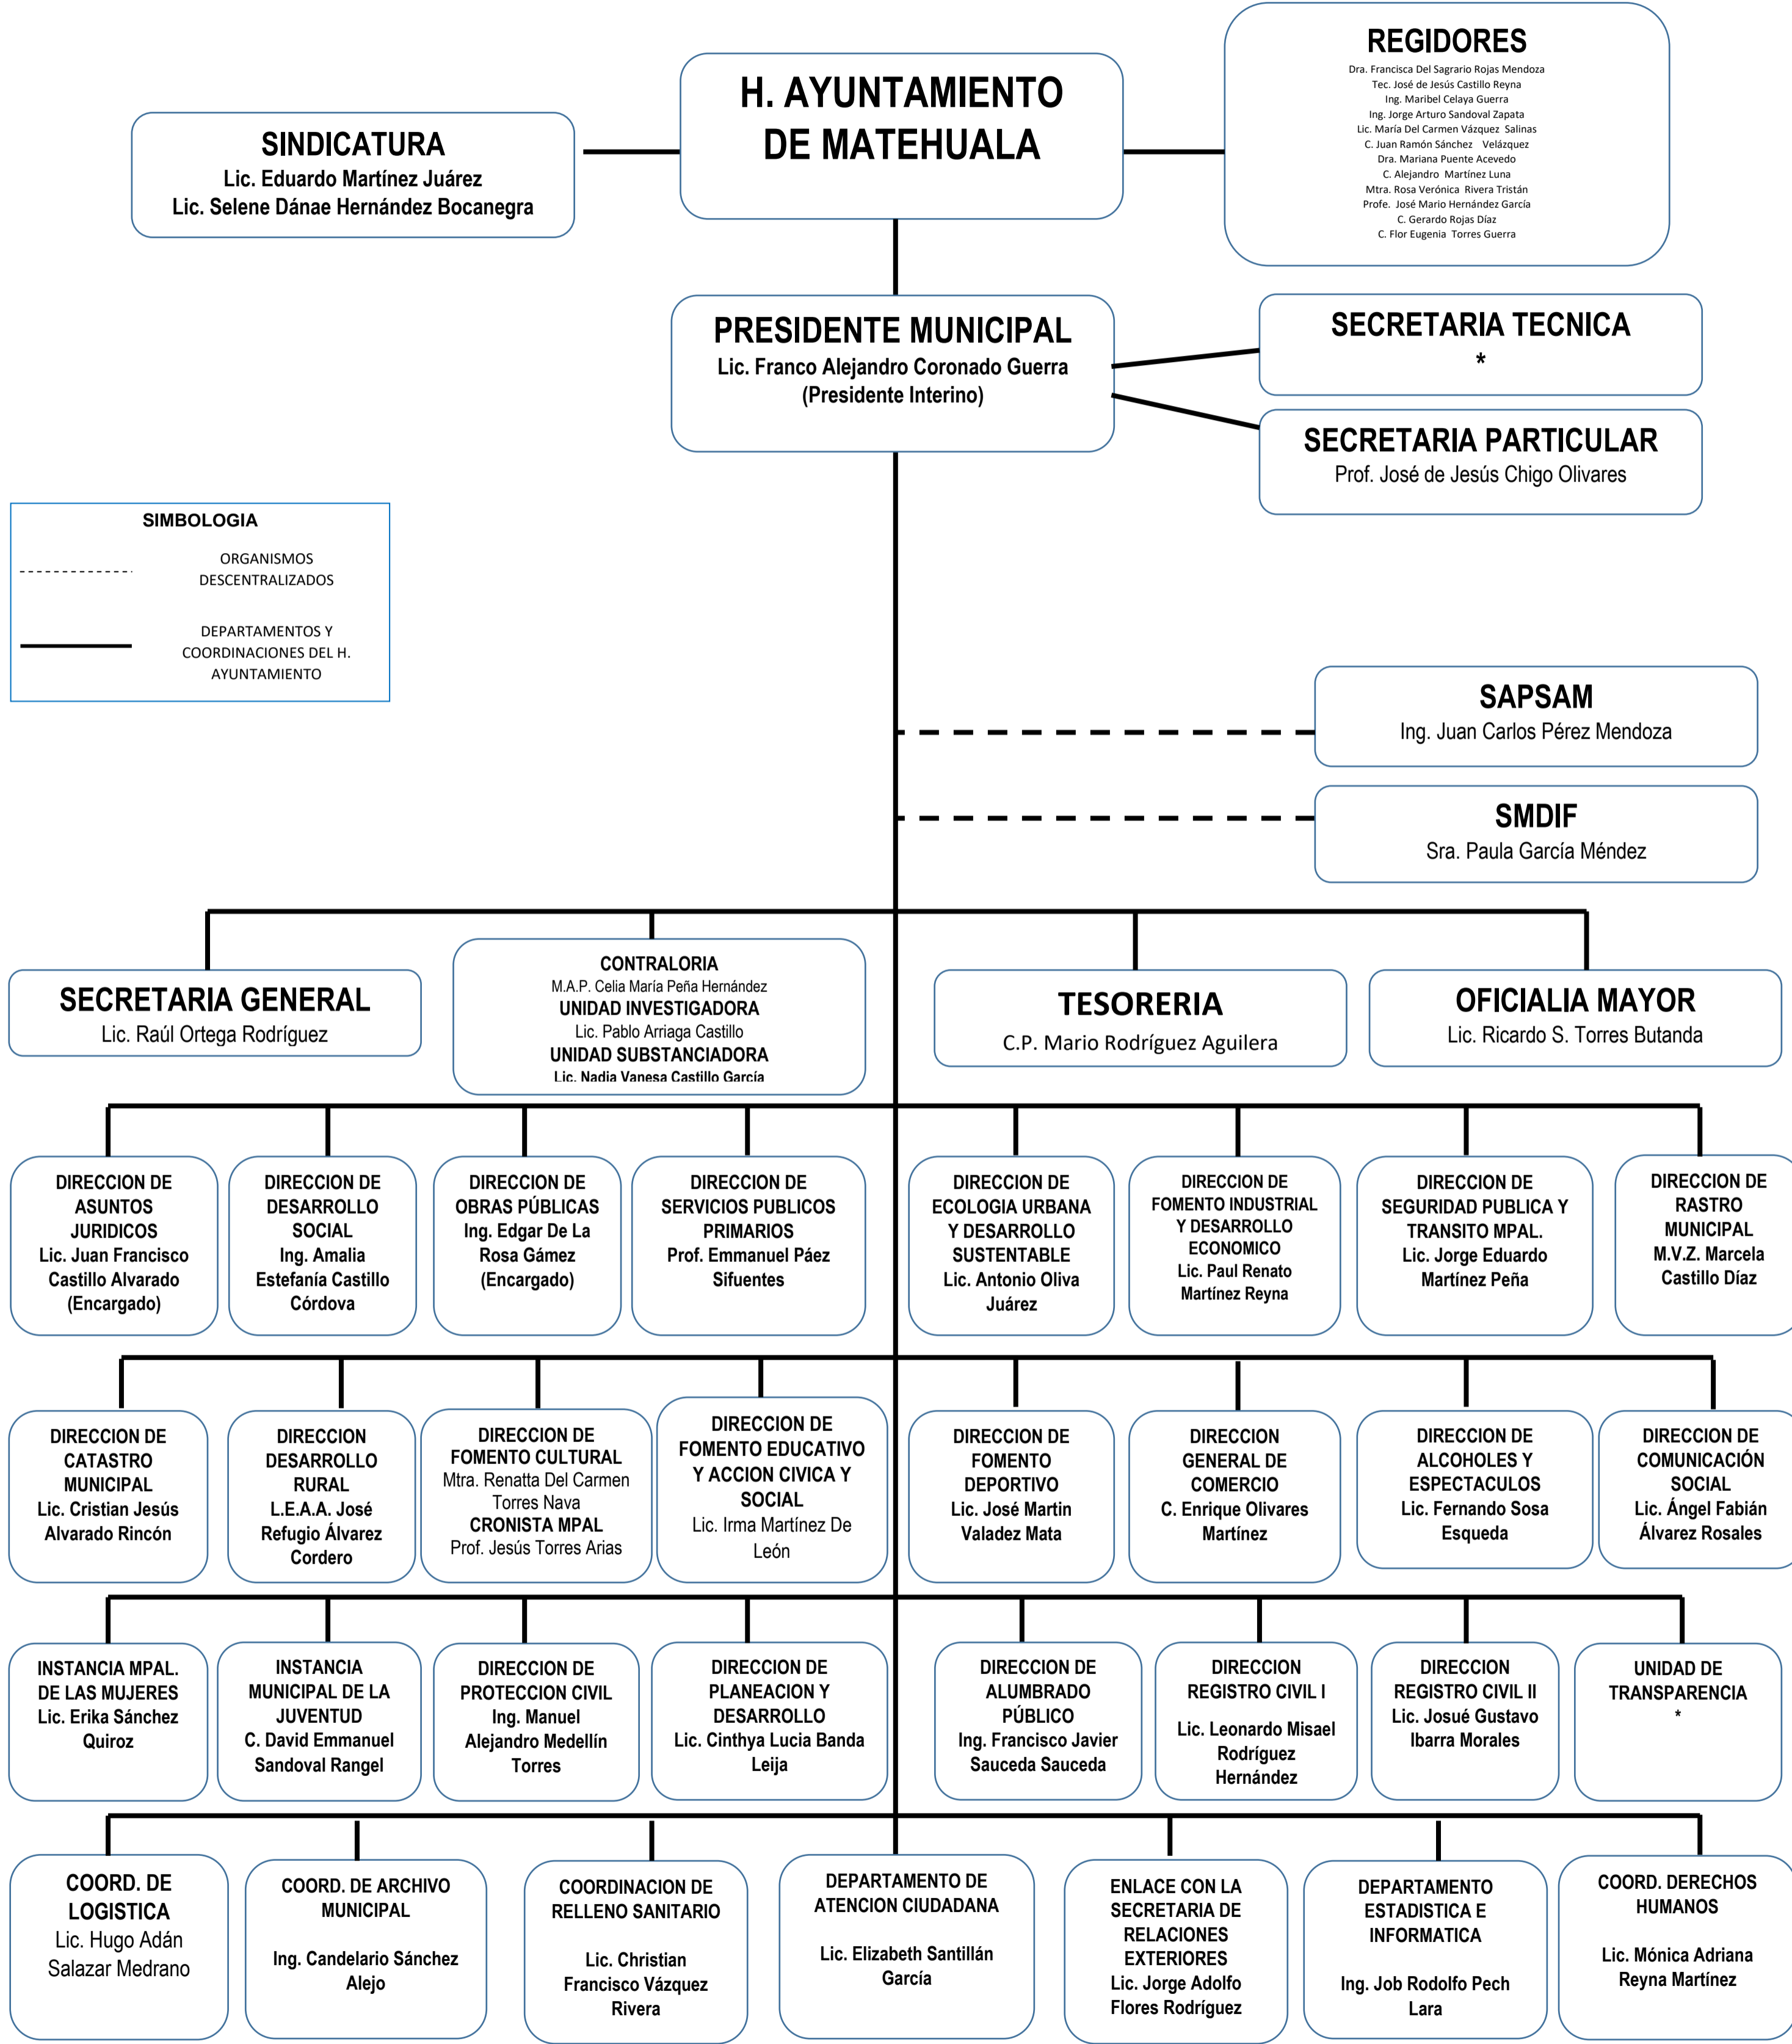 H. AYUNTAMIENTO
DE MATEHUALA
SINDICATURA
Lic. Eduardo Martínez Juárez
Lic. Selene Dánae Hernández Bocanegra
REGIDORES
Dra. Francisca Del Sagrario Rojas Mendoza
Tec. José de Jesús Castillo Reyna
Ing. Maribel Celaya Guerra
Ing. Jorge Arturo Sandoval Zapata
Lic. María Del Carmen Vázquez Salinas
C. Juan Ramón Sánchez Velázquez
Dra. Mariana Puente Acevedo
C. Alejandro Martínez Luna
Mtra. Rosa Verónica Rivera Tristán
Profe. José Mario Hernández García
C. Gerardo Rojas Díaz
C. Flor Eugenia Torres Guerra
PRESIDENTE MUNICIPAL
Lic. Franco Alejandro Coronado Guerra
(Presidente Interino)
SECRETARIA TECNICA
*
SECRETARIA PARTICULAR
Prof. José de Jesús Chigo Olivares
SIMBOLOGIA
ORGANISMOS
DESCENTRALIZADOS
DEPARTAMENTOS Y
COORDINACIONES DEL H.
AYUNTAMIENTO
SAPSAM
Ing. Juan Carlos Pérez Mendoza
SMDIF
Sra. Paula García Méndez
SECRETARIA GENERAL
Lic. Raúl Ortega Rodríguez
CONTRALORIA
M.A.P. Celia María Peña Hernández
UNIDAD INVESTIGADORA
Lic. Pablo Arriaga Castillo
UNIDAD SUBSTANCIADORA
Lic. Nadia Vanesa Castillo García
TESORERIA
C.P. Mario Rodríguez Aguilera
OFICIALIA MAYOR
Lic. Ricardo S. Torres Butanda
DIRECCION DE
ASUNTOS
JURIDICOS
Lic. Juan Francisco
Castillo Alvarado
(Encargado)
DIRECCION DE
DESARROLLO
SOCIAL
Ing. Amalia
Estefanía Castillo
Córdova
DIRECCION DE
OBRAS PÚBLICAS
Ing. Edgar De La
Rosa Gámez
(Encargado)
DIRECCION DE
SERVICIOS PUBLICOS
PRIMARIOS
Prof. Emmanuel Páez
Sifuentes
DIRECCION DE
ECOLOGIA URBANA
Y DESARROLLO
SUSTENTABLE
Lic. Antonio Oliva
Juárez
DIRECCION DE
FOMENTO INDUSTRIAL
Y DESARROLLO
ECONOMICO
Lic. Paul Renato
Martínez Reyna
DIRECCION DE
SEGURIDAD PUBLICA Y
TRANSITO MPAL.
Lic. Jorge Eduardo
Martínez Peña
DIRECCION DE
RASTRO
MUNICIPAL
M.V.Z. Marcela
Castillo Díaz
DIRECCION DE
CATASTRO
MUNICIPAL
Lic. Cristian Jesús
Alvarado Rincón
DIRECCION
DESARROLLO
RURAL
L.E.A.A. José
Refugio Álvarez
Cordero
DIRECCION DE
FOMENTO CULTURAL
Mtra. Renatta Del Carmen
Torres Nava
CRONISTA MPAL
Prof. Jesús Torres Arias
DIRECCION DE
FOMENTO EDUCATIVO
Y ACCION CIVICA Y
SOCIAL
Lic. Irma Martínez De
León
DIRECCION DE
FOMENTO
DEPORTIVO
Lic. José Martin
Valadez Mata
DIRECCION
GENERAL DE
COMERCIO
C. Enrique Olivares
Martínez
DIRECCION DE
ALCOHOLES Y
ESPECTACULOS
Lic. Fernando Sosa
Esqueda
DIRECCION DE
COMUNICACIÓN
SOCIAL
Lic. Ángel Fabián
Álvarez Rosales
INSTANCIA MPAL.
DE LAS MUJERES
Lic. Erika Sánchez
Quiroz
INSTANCIA
MUNICIPAL DE LA
JUVENTUD
C. David Emmanuel
Sandoval Rangel
DIRECCION DE
PROTECCION CIVIL
Ing. Manuel
Alejandro Medellín
Torres
DIRECCION DE
PLANEACION Y
DESARROLLO
Lic. Cinthya Lucia Banda
Leija
DIRECCION DE
ALUMBRADO
PÚBLICO
Ing. Francisco Javier
Sauceda Sauceda
DIRECCION
REGISTRO CIVIL I
Lic. Leonardo Misael
Rodríguez
Hernández
DIRECCION
REGISTRO CIVIL II
Lic. Josué Gustavo
Ibarra Morales
UNIDAD DE
TRANSPARENCIA
*
COORD. DE
LOGISTICA
Lic. Hugo Adán
Salazar Medrano
COORD. DE ARCHIVO
MUNICIPAL
Ing. Candelario Sánchez
Alejo
COORDINACION DE
RELLENO SANITARIO
Lic. Christian
Francisco Vázquez
Rivera
DEPARTAMENTO DE
ATENCION CIUDADANA
Lic. Elizabeth Santillán
García
ENLACE CON LA
SECRETARIA DE
RELACIONES
EXTERIORES
Lic. Jorge Adolfo
Flores Rodríguez
DEPARTAMENTO
ESTADISTICA E
INFORMATICA
Ing. Job Rodolfo Pech
Lara
COORD. DERECHOS
HUMANOS
Lic. Mónica Adriana
Reyna Martínez